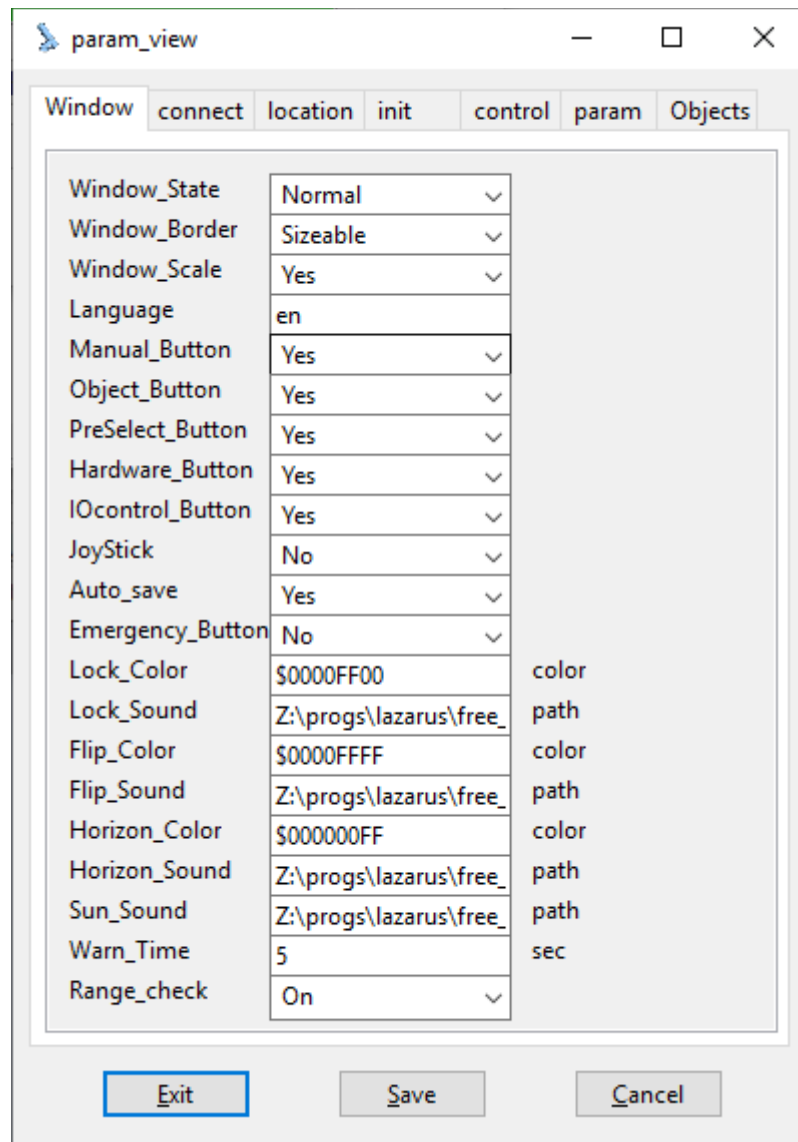 param_view
Window connect location init control param Objects
Window_State Normal
Window_Border Sizeable
Window_Scale Yes
Language en
Manual_Button Yes
Object_Button Yes
PreSelect_Button Yes
Hardware_Button Yes
IOcontrol_Button Yes
JoyStick No
Auto_save Yes
Emergency_Button No
Lock_Color $0000FF00 color
Lock_Sound Z:\progs\lazarus\free_ path
Flip_Color $0000FFFF color
Flip_Sound Z:\progs\lazarus\free_ path
Horizon_Color $000000FF color
Horizon_Sound Z:\progs\lazarus\free_ path
Sun_Sound Z:\progs\lazarus\free_ path
Warn_Time 5 sec
Range_check On
Exit Save Cancel